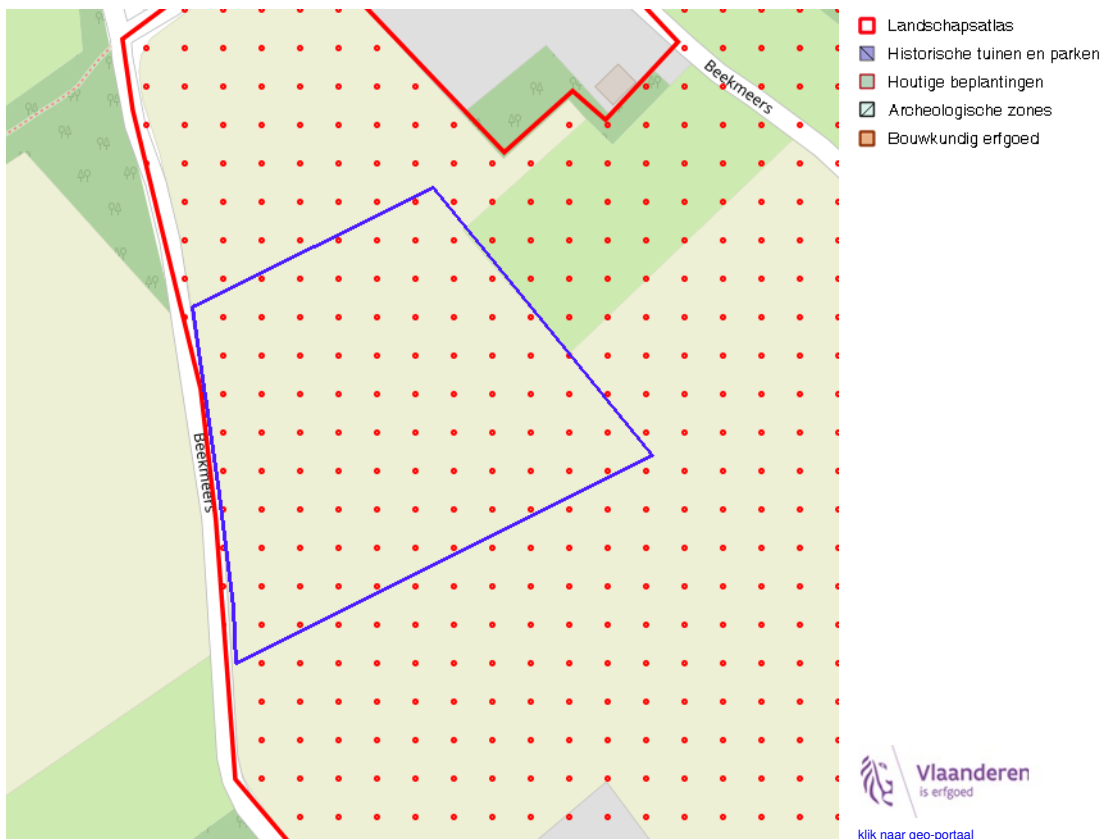 Landschapsatlas
Historische tuinen en parken
Houtige beplantingen
Archeologische zones
Bouwkundig erfgoed
Beekmeers
Beekmeers
Vlaanderen
is erfgoed
klik naar geo-portaal